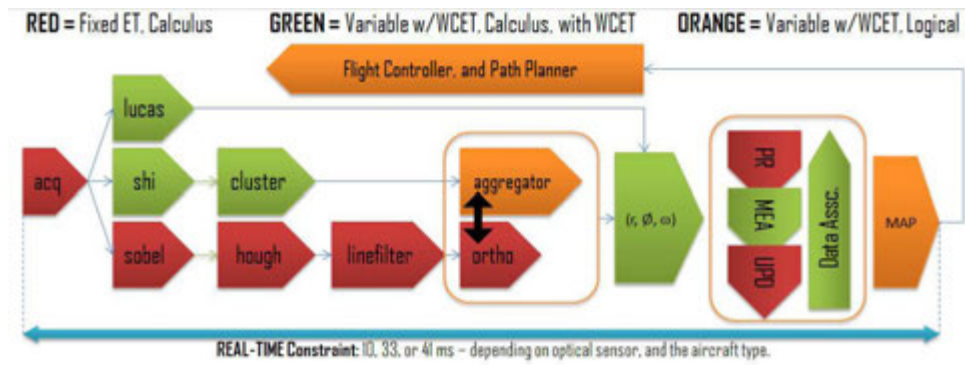 RED = Fixed ET, Calculus GREEN = Variable w/WCET, Calculus, with WCET ORANGE = Variable w/WCET, Logical
Flight Controller, and Path Planner
lucas
acq shi cluster aggregator
sobel hough linefilter ortho
(r, Ø, ω)
PR
MEA
UPD
Data Assc.
MAP
REAL-TIME Constraint: 10, 33, or 41 ms – depending on optical sensor, and the aircraft type.